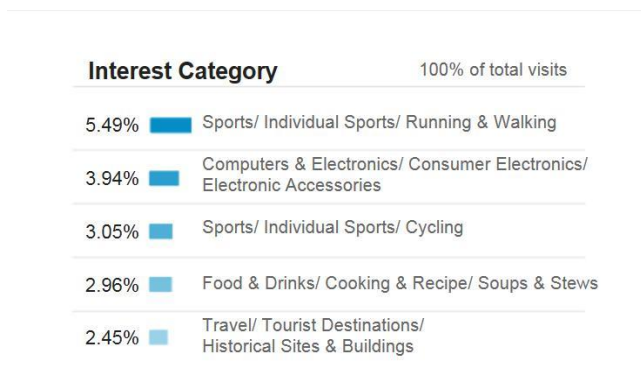 Interest Category 100% of total visits
5.49% Sports/ Individual Sports/ Running & Walking
3.94% Computers & Electronics/ Consumer Electronics/
Electronic Accessories
3.05% Sports/ Individual Sports/ Cycling
2.96% Food & Drinks/ Cooking & Recipe/ Soups & Stews
2.45% Travel/ Tourist Destinations/
Historical Sites & Buildings